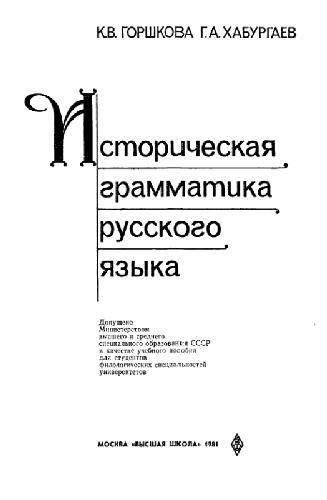 К.В. ГОРШКОВА Г.А. ХАБУРГАЕВ
Историческая
грамматика
русского
языка
Допущено
Министерством
высшего и среднего
специального образования СССР
в качестве учебного пособия
для студентов
филологических специальностей
университетов
МОСКВА «ВЫСШАЯ ШКОЛА» 1981